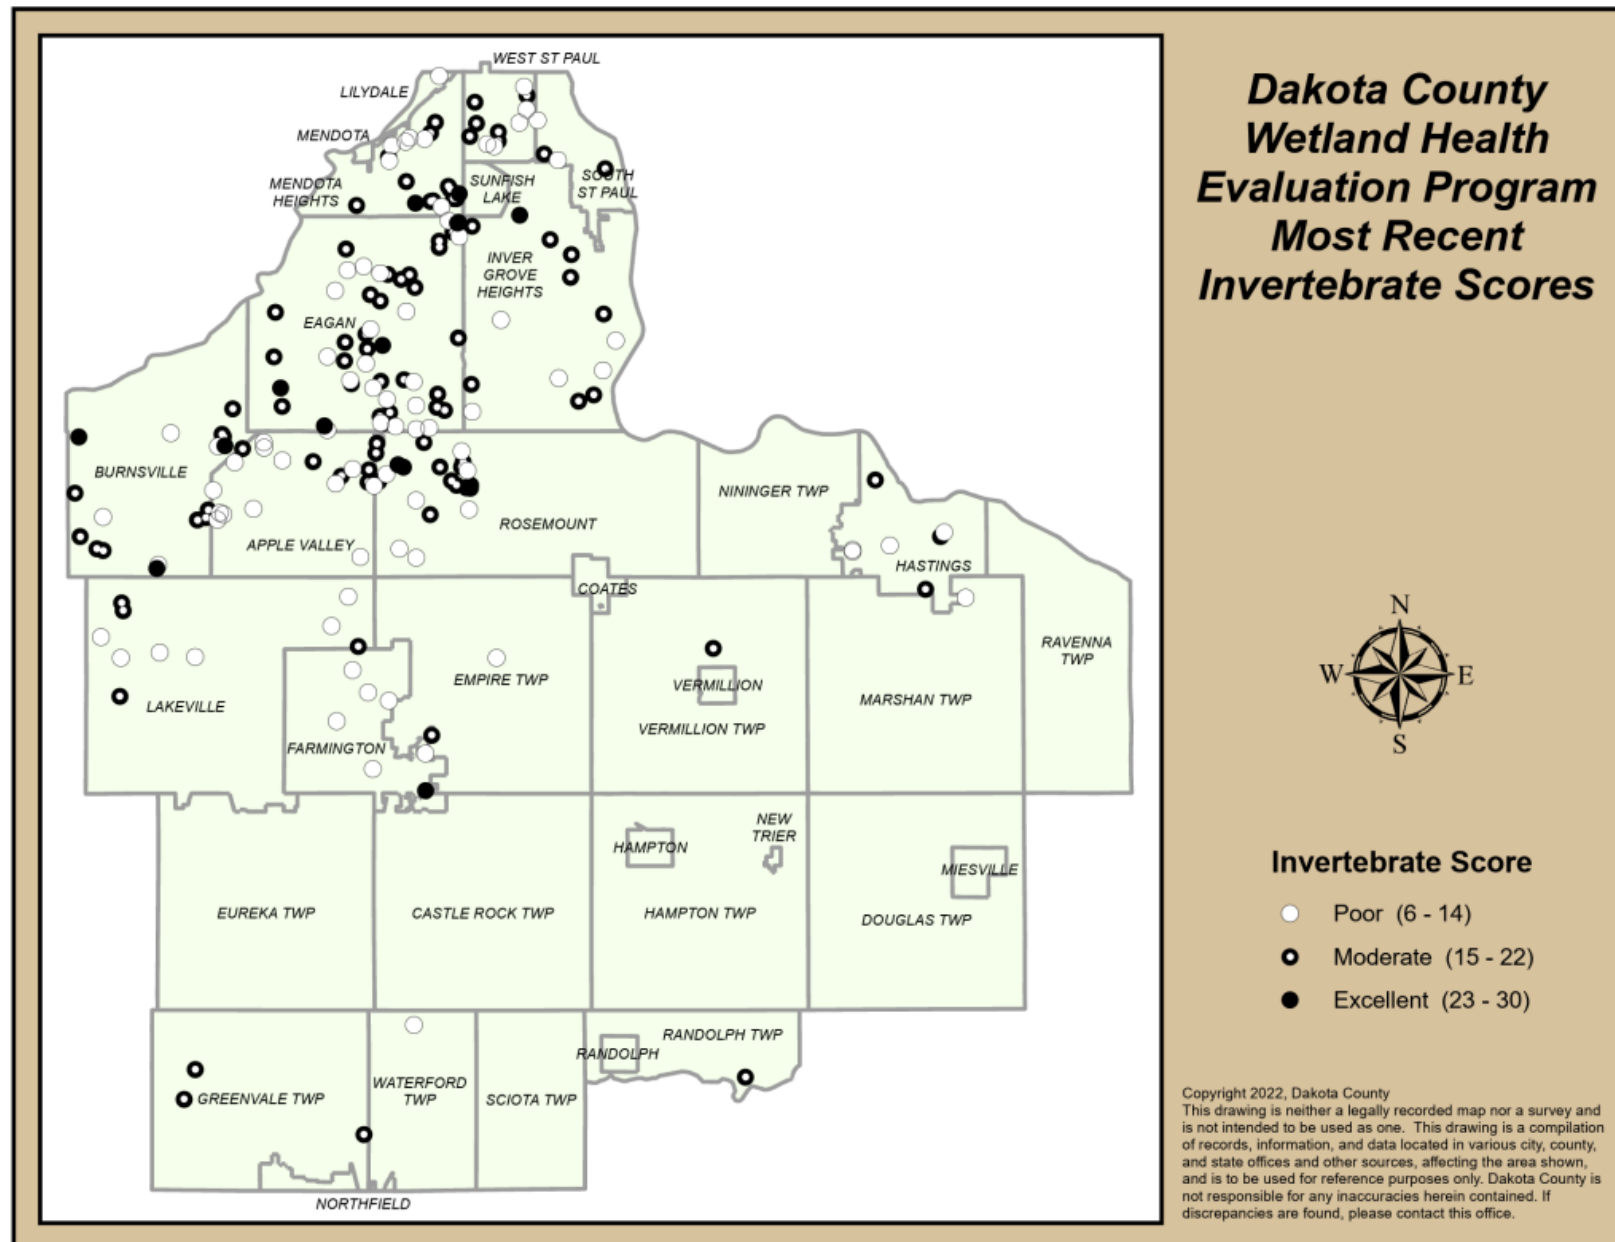 Dakota County
Wetland Health
Evaluation Program
Most Recent
Invertebrate Scores
WEST ST PAUL
LILYDALE
MENDOTA
MENDOTA
HEIGHTS
SUNFISH
LAKE
SOUTH
ST PAUL
INVER
GROVE
HEIGHTS
EAGAN
BURNSVILLE
APPLE VALLEY
ROSEMOUNT
NININGER TWP
HASTINGS
COATES
RAVENNA
TWP
LAKEVILLE
EMPIRE TWP
VERMILLION
VERMILLION TWP
MARSHAN TWP
FARMINGTON
HAMPTON
NEW
TRIER
MIESVILLE
EUREKA TWP
CASTLE ROCK TWP
HAMPTON TWP
DOUGLAS TWP
RANDOLPH TWP
RANDOLPH
GREENVALE TWP
WATERFORD
TWP
SCIOTA TWP
NORTHFIELD
N
W
E
S
Invertebrate Score
Poor (6 - 14)
Moderate (15 - 22)
Excellent (23 - 30)
Copyright 2022, Dakota County
This drawing is neither a legally recorded map nor a survey and
is not intended to be used as one. This drawing is a compilation
of records, information, and data located in various city, county,
and state offices and other sources, affecting the area shown,
and is to be used for reference purposes only. Dakota County is
not responsible for any inaccuracies herein contained. If
discrepancies are found, please contact this office.